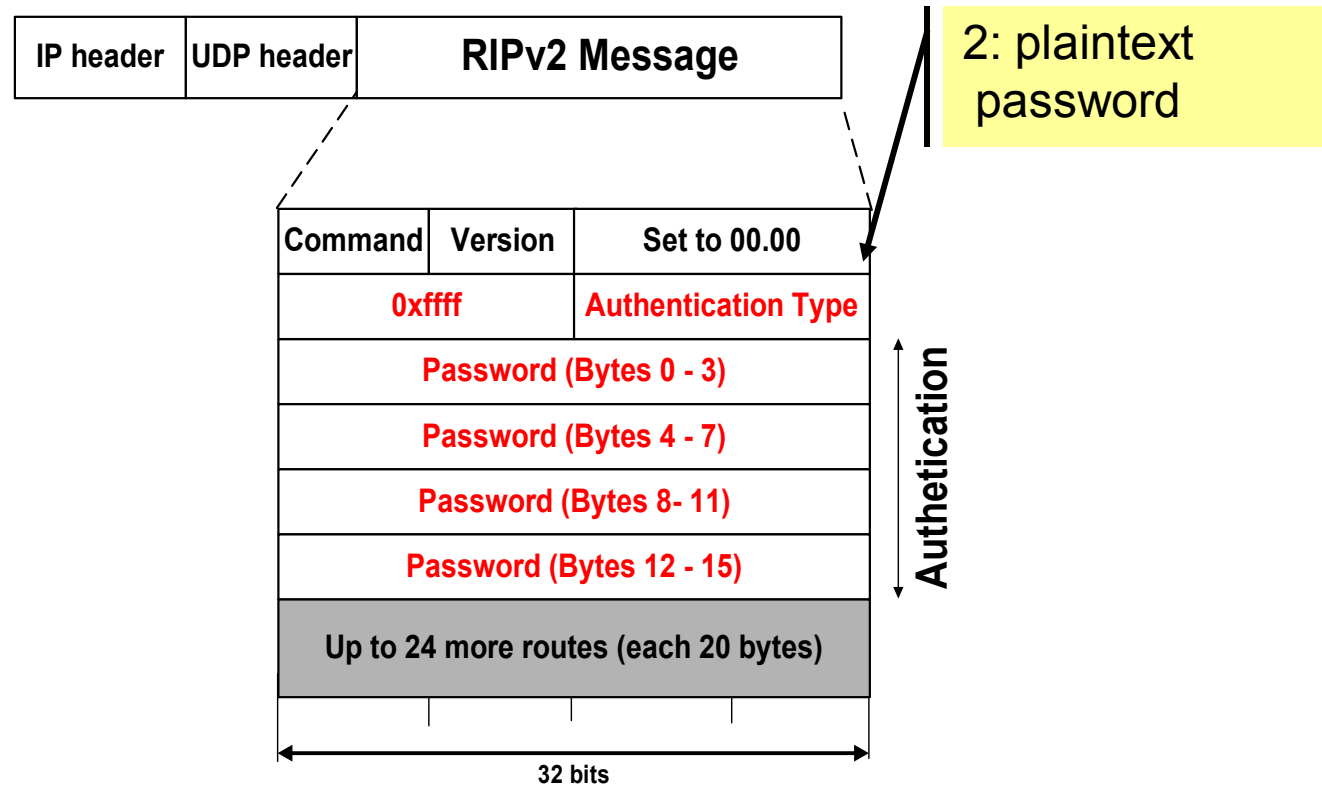 IP header UDP header RIPv2 Message
2: plaintext
password
Command Version Set to 00.00
0xffff Authentication Type
Password (Bytes 0 - 3)
Password (Bytes 4 - 7)
Password (Bytes 8- 11)
Password (Bytes 12 - 15)
Authetication
Up to 24 more routes (each 20 bytes)
32 bits